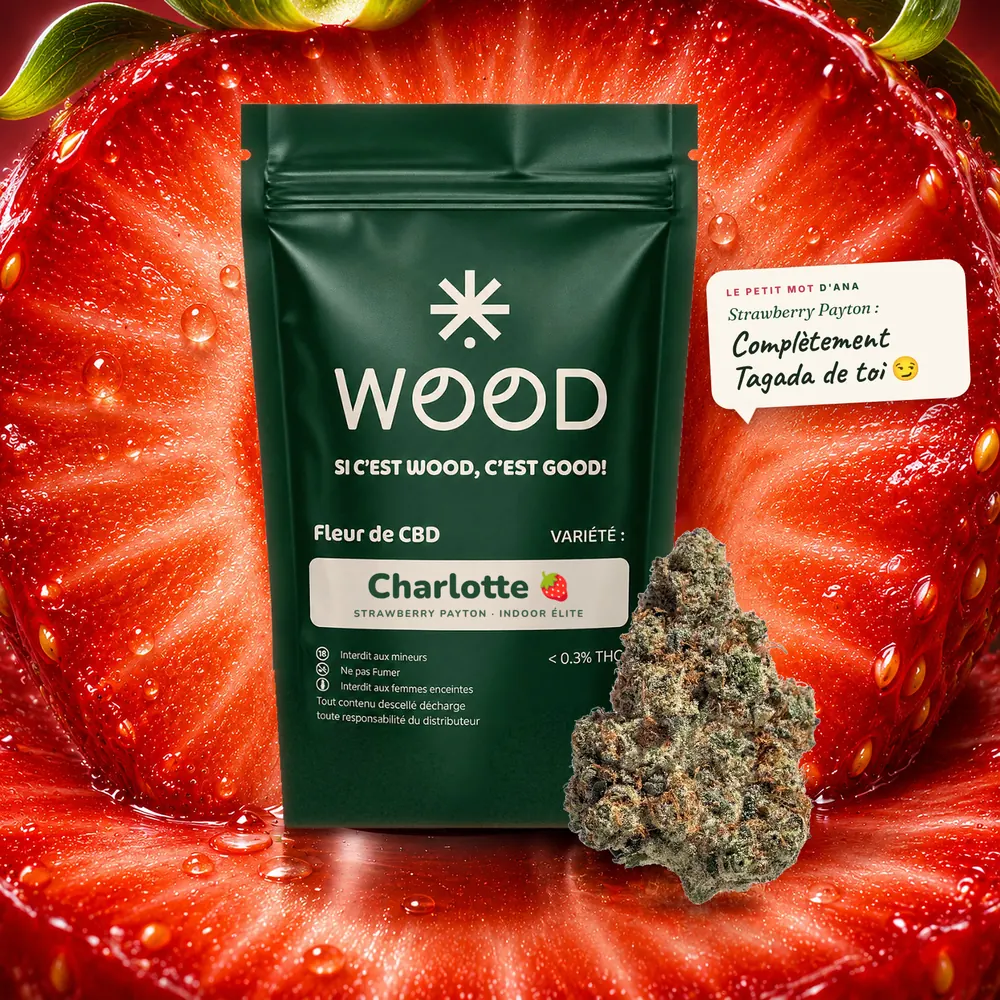 WOOD
SI C'EST WOOD, C'EST GOOD!
Fleur de CBD
VARIÉTÉ :
Charlotte 🍓
STRAWBERRY PAYTON · INDOOR ÉLITE
18
Interdit aux mineurs
< 0.3% THC
Ne pas Fumer
Interdit aux femmes enceintes
Tout contenu descellé décharge
toute responsabilité du distributeur
LE PETIT MOT D'ANA
Strawberry Payton :
Complètement
Tagada de toi 😏